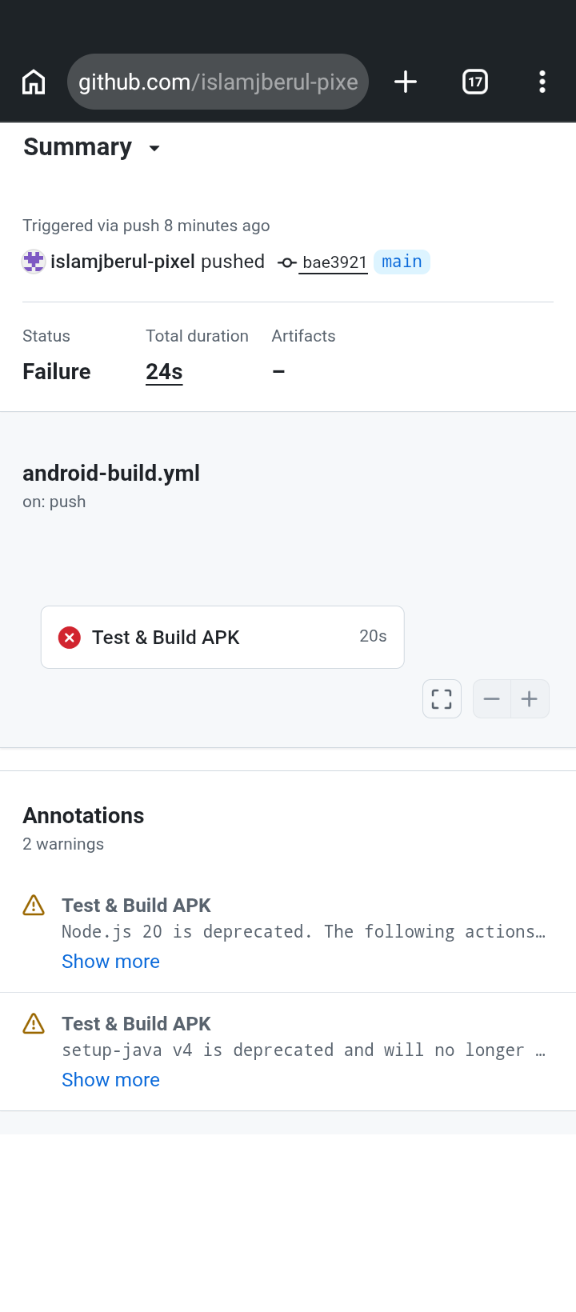 github.com/islamjberul-pixe
17
Summary
Triggered via push 8 minutes ago
islamjberul-pixel pushed bae3921 main
Status Total duration Artifacts
Failure 24s –
android-build.yml
on: push
Test & Build APK 20s
Annotations
2 warnings
Test & Build APK
Node.js 20 is deprecated. The following actions…
Show more
Test & Build APK
setup-java v4 is deprecated and will no longer …
Show more